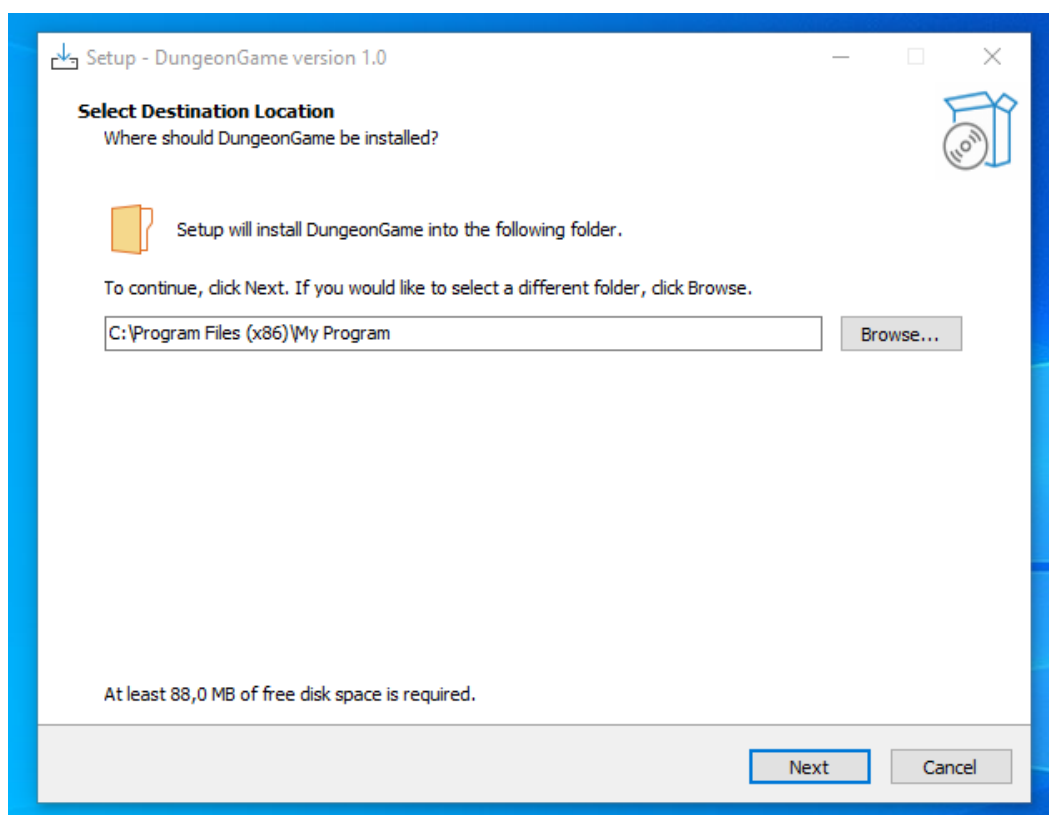 Setup - DungeonGame version 1.0
Select Destination Location
Where should DungeonGame be installed?
Setup will install DungeonGame into the following folder.
To continue, click Next. If you would like to select a different folder, click Browse.
C:\Program Files (x86)\My Program
Browse...
At least 88,0 MB of free disk space is required.
Next
Cancel